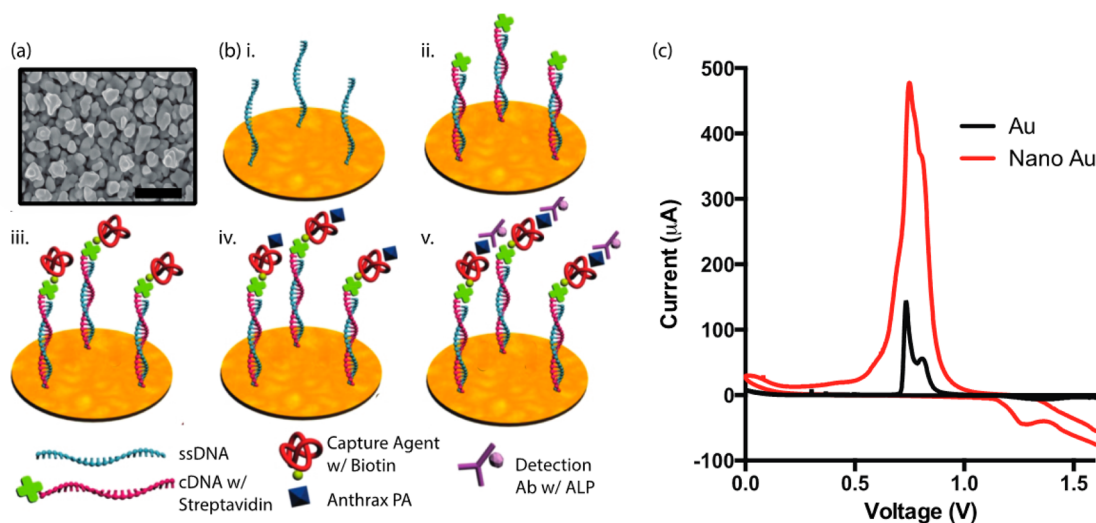 (a)
(b) i.
ii.
(c)
iii.
iv.
v.
ssDNA
cDNA w/
Streptavidin
Capture Agent
w/ Biotin
Anthrax PA
Detection
Ab w/ ALP
500
400
300
200
100
0
-100
Current (µA)
Au
Nano Au
0.0
0.5
1.0
1.5
Voltage (V)